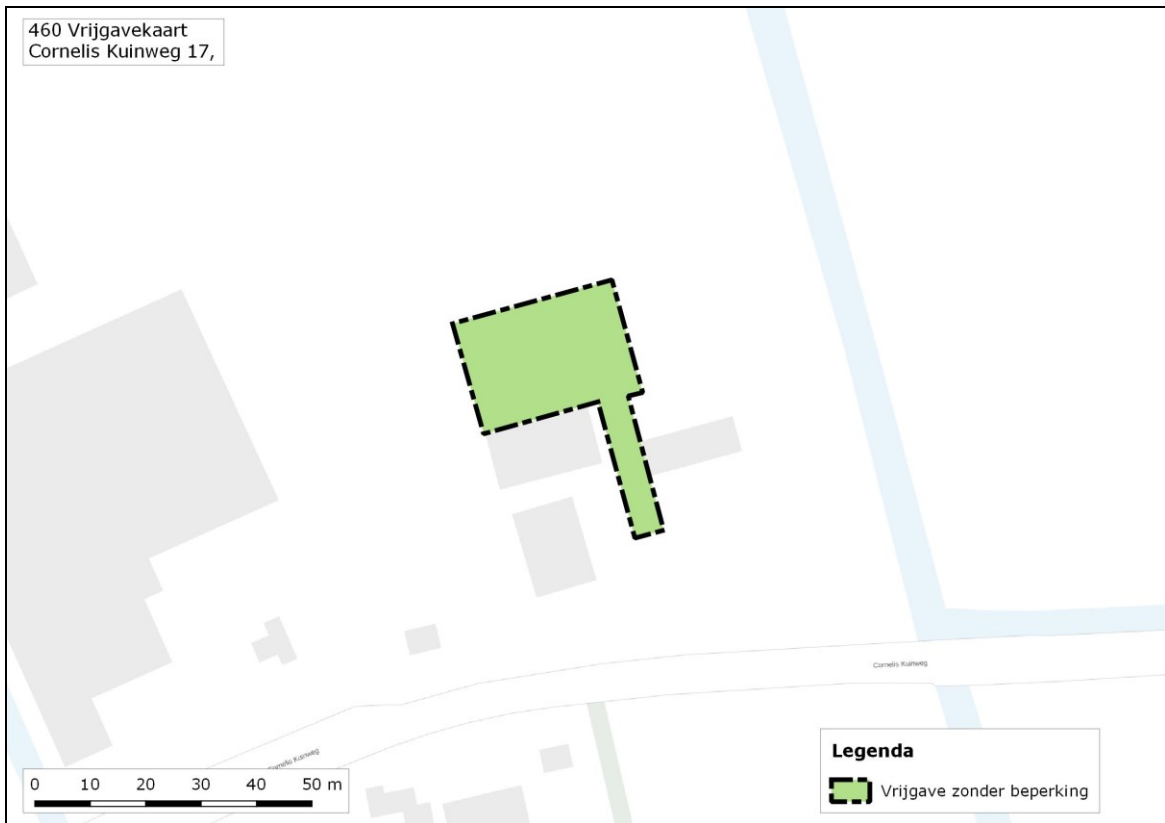 460 Vrijgavekaart
Cornelis Kuinweg 17,
Cornelis Kuinweg
Cornelis Kuinweg
0 10 20 30 40 50 m
Legenda
Vrijgave zonder beperking